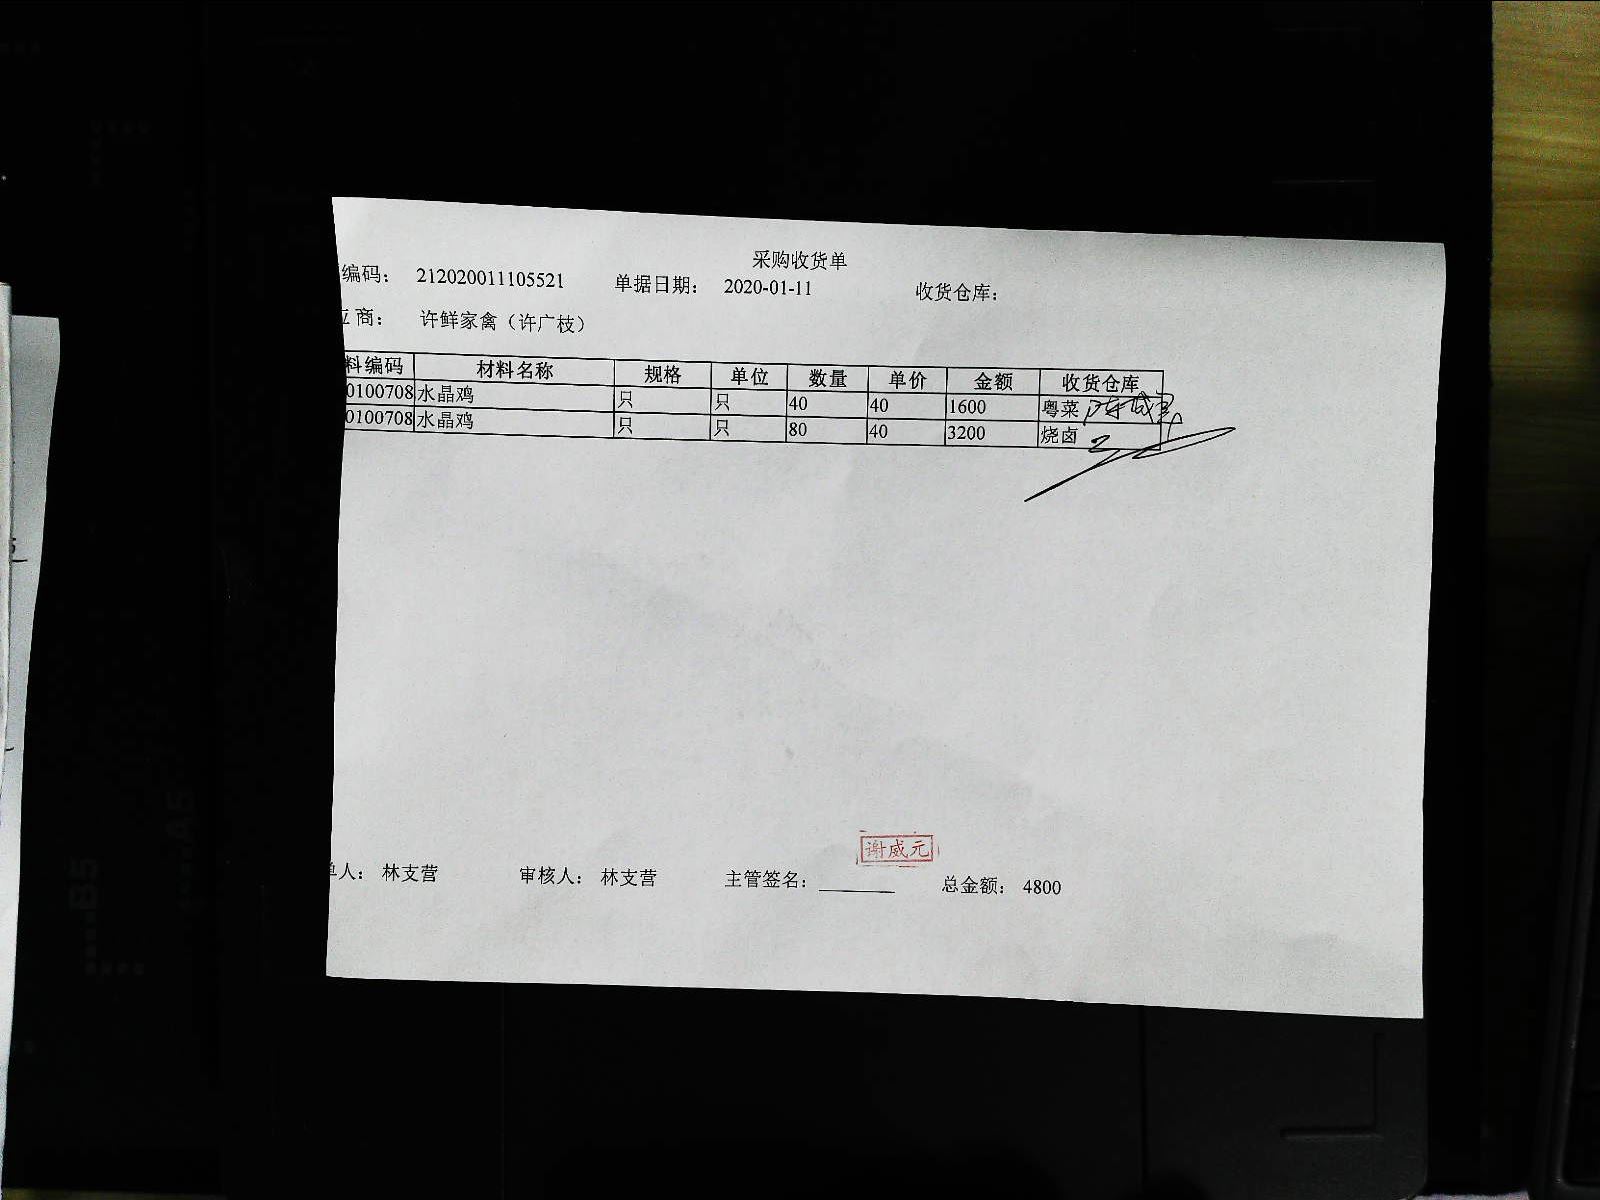 采购收货单
编码： 212020011105521 单据日期： 2020-01-11 收货仓库：
应商： 许鲜家禽（许广枝）
料编码 材料名称 规格 单位 数量 单价 金额 收货仓库
0100708 水晶鸡 只 只 40 40 1600 粤菜
0100708 水晶鸡 只 只 80 40 3200 烧卤
谢威元
单人： 林支营 审核人： 林支营 主管签名： 总金额： 4800
B5
A5